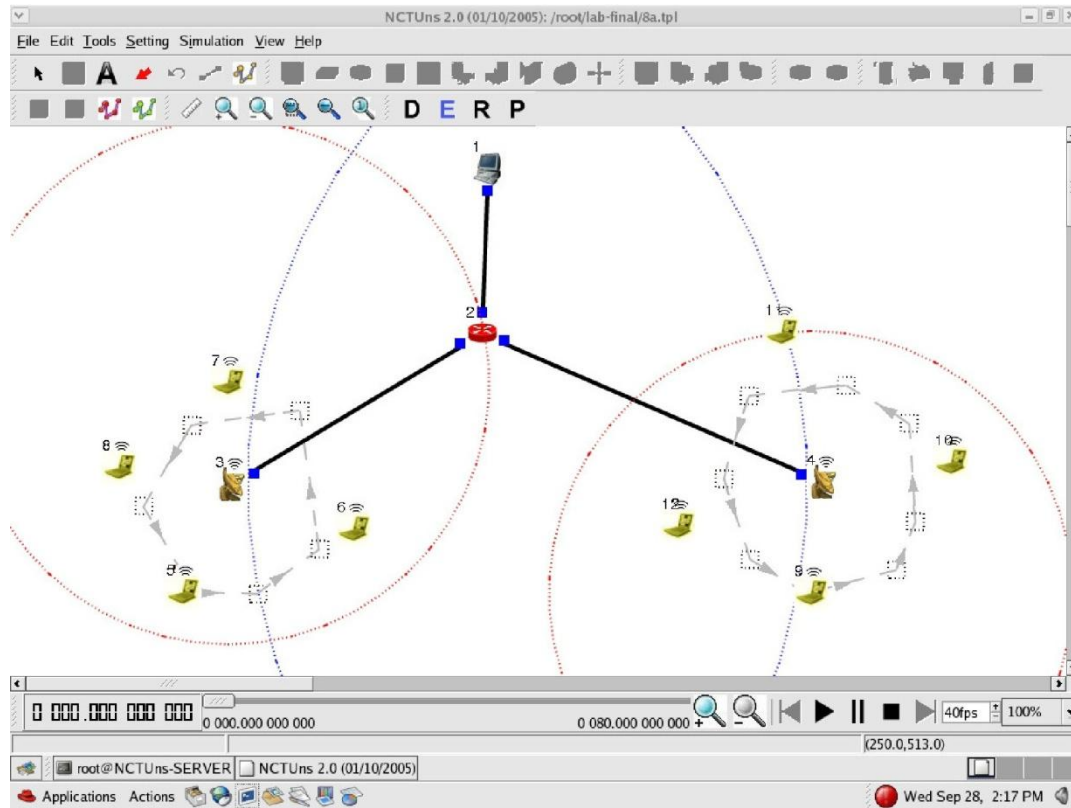 NCTUns 2.0 (01/10/2005): /root/lab-final/8a.tpl
File Edit Tools Setting Simulation View Help
A
D E R P
1
2
7
8
3
6
5
11
10
4
12
9
0 000.000 000 000
0 000.000 000 000
0 080.000 000 000
40fps
100%
(250.0,513.0)
root@NCTUns-SERVER
NCTUns 2.0 (01/10/2005)
Applications Actions
Wed Sep 28, 2:17 PM